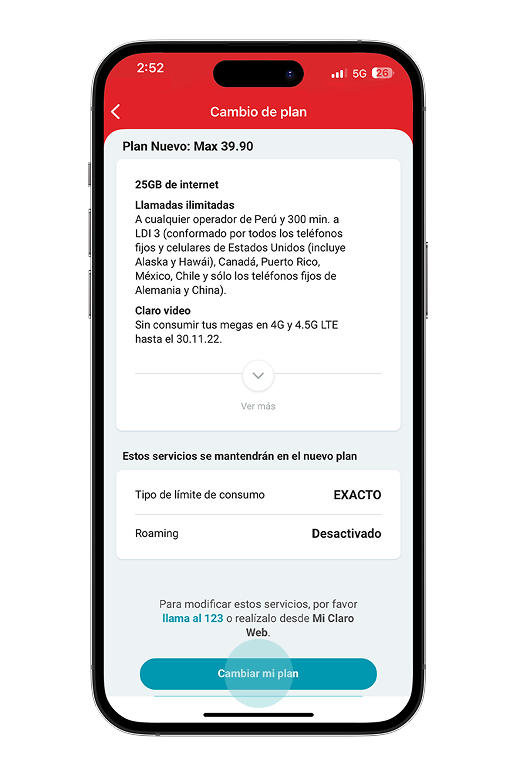 2:52
5G 26
Cambio de plan
Plan Nuevo: Max 39.90
25GB de internet
Llamadas ilimitadas
A cualquier operador de Perú y 300 min. a
LDI 3 (conformado por todos los teléfonos
fijos y celulares de Estados Unidos (incluye
Alaska y Hawái), Canadá, Puerto Rico,
México, Chile y sólo los teléfonos fijos de
Alemania y China).
Claro video
Sin consumir tus megas en 4G y 4.5G LTE
hasta el 30.11.22.
Ver más
Estos servicios se mantendrán en el nuevo plan
Tipo de límite de consumo EXACTO
Roaming Desactivado
Para modificar estos servicios, por favor
llama al 123 o realízalo desde Mi Claro
Web.
Cambiar mi plan